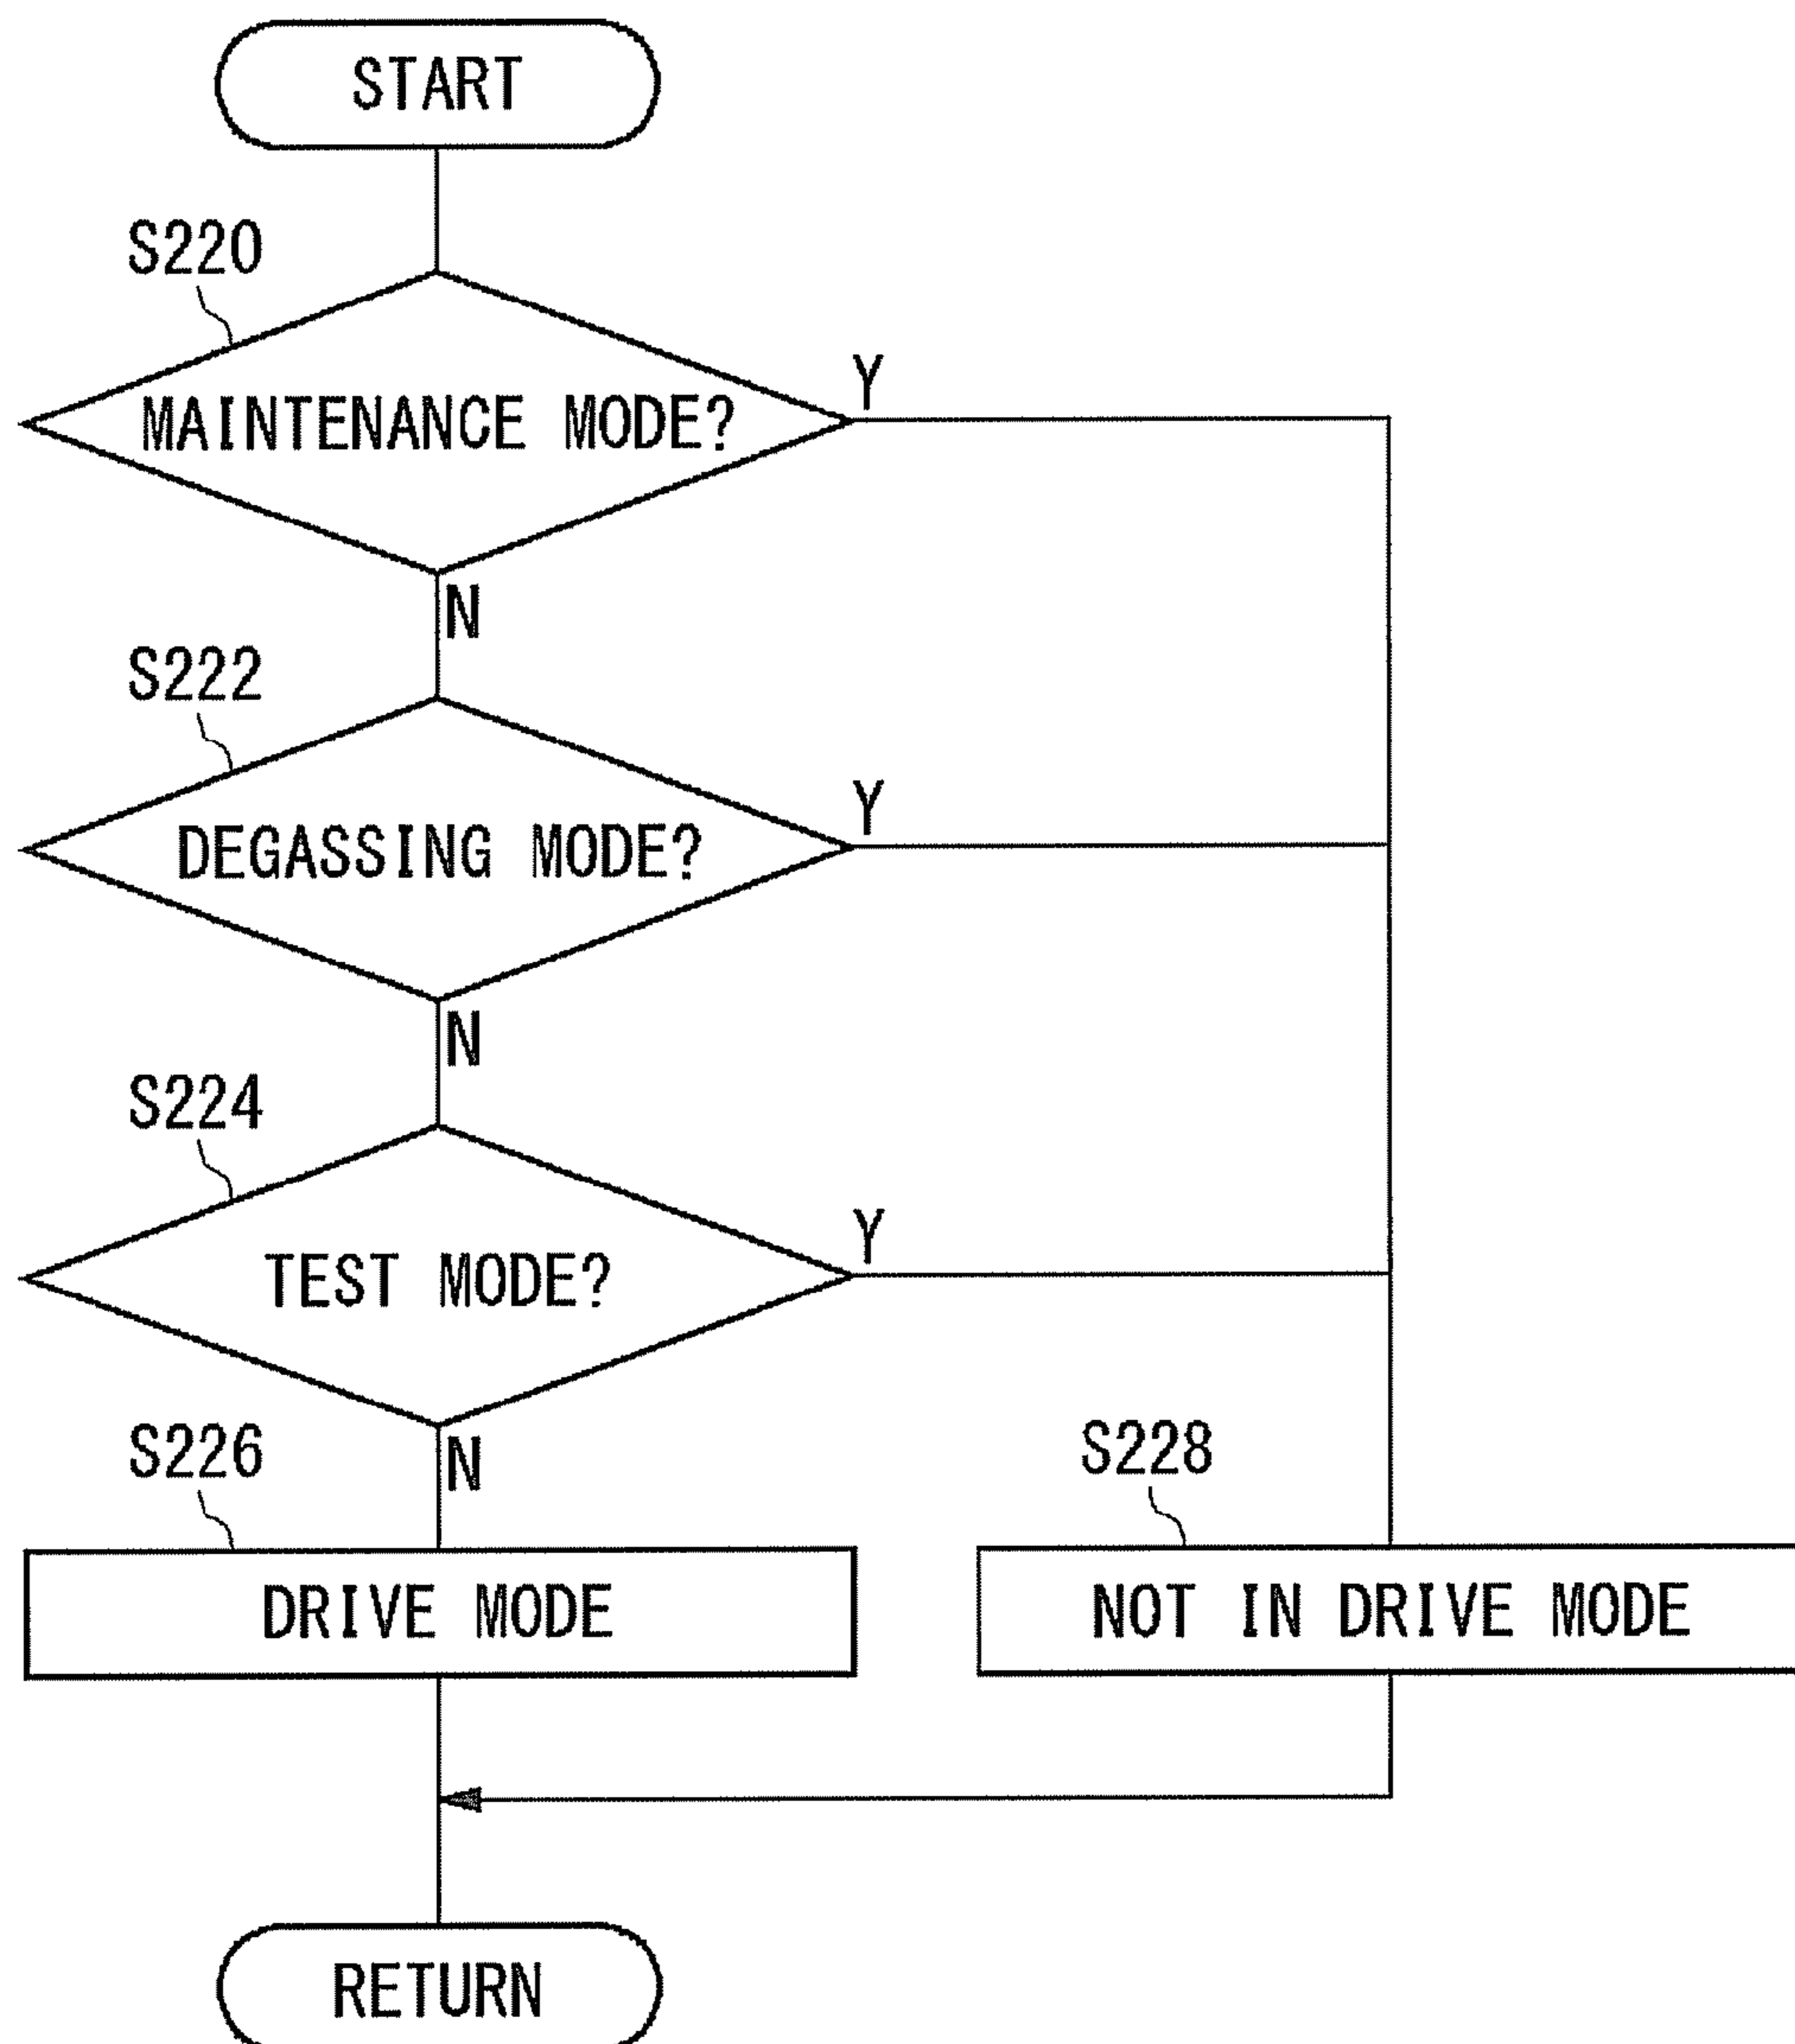 START
S220
MAINTENANCE MODE?
Y
N
S222
DEGASSING MODE?
Y
N
S224
TEST MODE?
Y
N
S226
DRIVE MODE
S228
NOT IN DRIVE MODE
RETURN